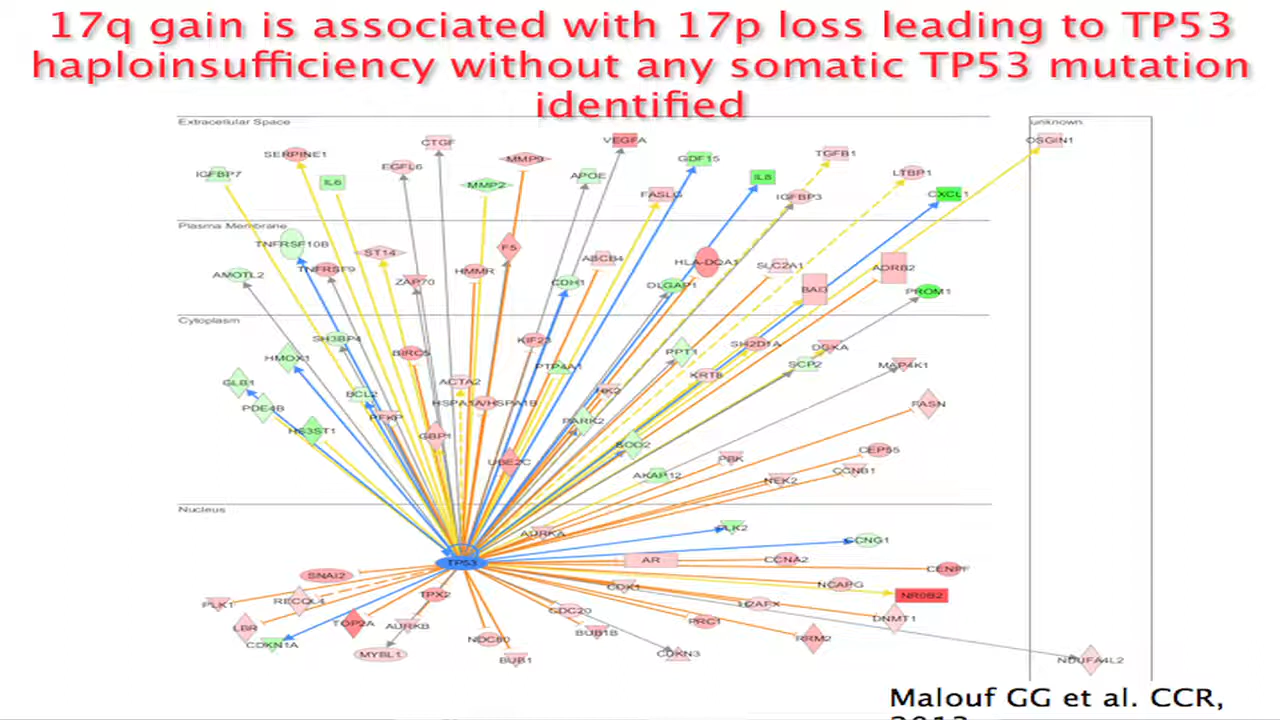 17q gain is associated with 17p loss leading to TP53
haploinsufficiency without any somatic TP53 mutation
identified
Extracellular Space
unknown
CTGF
VEGFA
OSGIN1
SERPINE1
EGFL6
MMP9
GDF15
TGFB1
IGFBP7
IL6
MMP2
APOE
IL8
LTBP1
FASLG
IGFBP3
CXCL1
Plasma Membrane
TNFRSF10B
ST14
F5
ABCB4
HLA-DQA1
SLC2A1
ADRB2
AMOTL2
TNFRSF9
ZAP70
HMMR
CDH1
DLGAP1
BAD
PROM1
Cytoplasm
SH3BP4
BIRC5
KIF23
PPT1
SH2D1A
DGKA
HMOX1
PTP4A1
SCP2
MAP4K1
GLB1
BCL2
ACTA2
HK2
KRT8
PDE4B
PFKP
HSPA1A/HSPA1B
FASN
HS3ST1
GBP1
PARK2
SOD2
UBE2C
AKAP12
PBK
NEK2
CEP55
CCNB1
Nucleus
AURKA
PLK2
CCNG1
TP53
AR
CCNA2
CENPF
SNAI2
CDK1
NCAPG
NR0B2
PLK1
RECQL4
TPX2
CDC20
H2AFX
LBR
TOP2A
AURKB
BUB1B
PRC1
DNMT1
CDKN1A
NDC80
RRM2
MYBL1
BUB1
CDKN3
NDUFA4L2
Malouf GG et al. CCR,